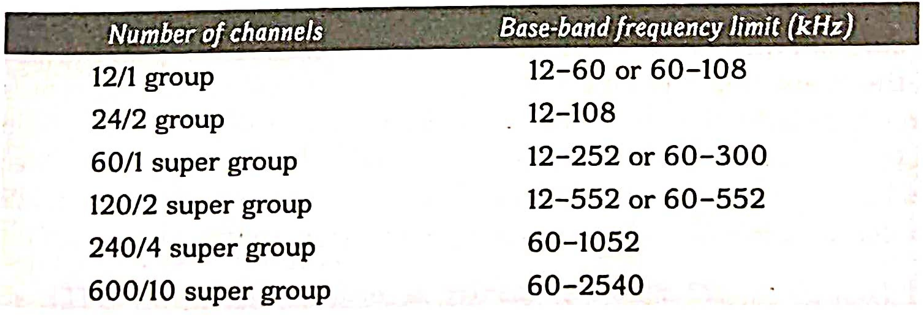 Number of channels Base-band frequency limit (kHz)
12/1 group 12–60 or 60–108
24/2 group 12–108
60/1 super group 12–252 or 60–300
120/2 super group 12–552 or 60–552
240/4 super group 60–1052
600/10 super group 60–2540